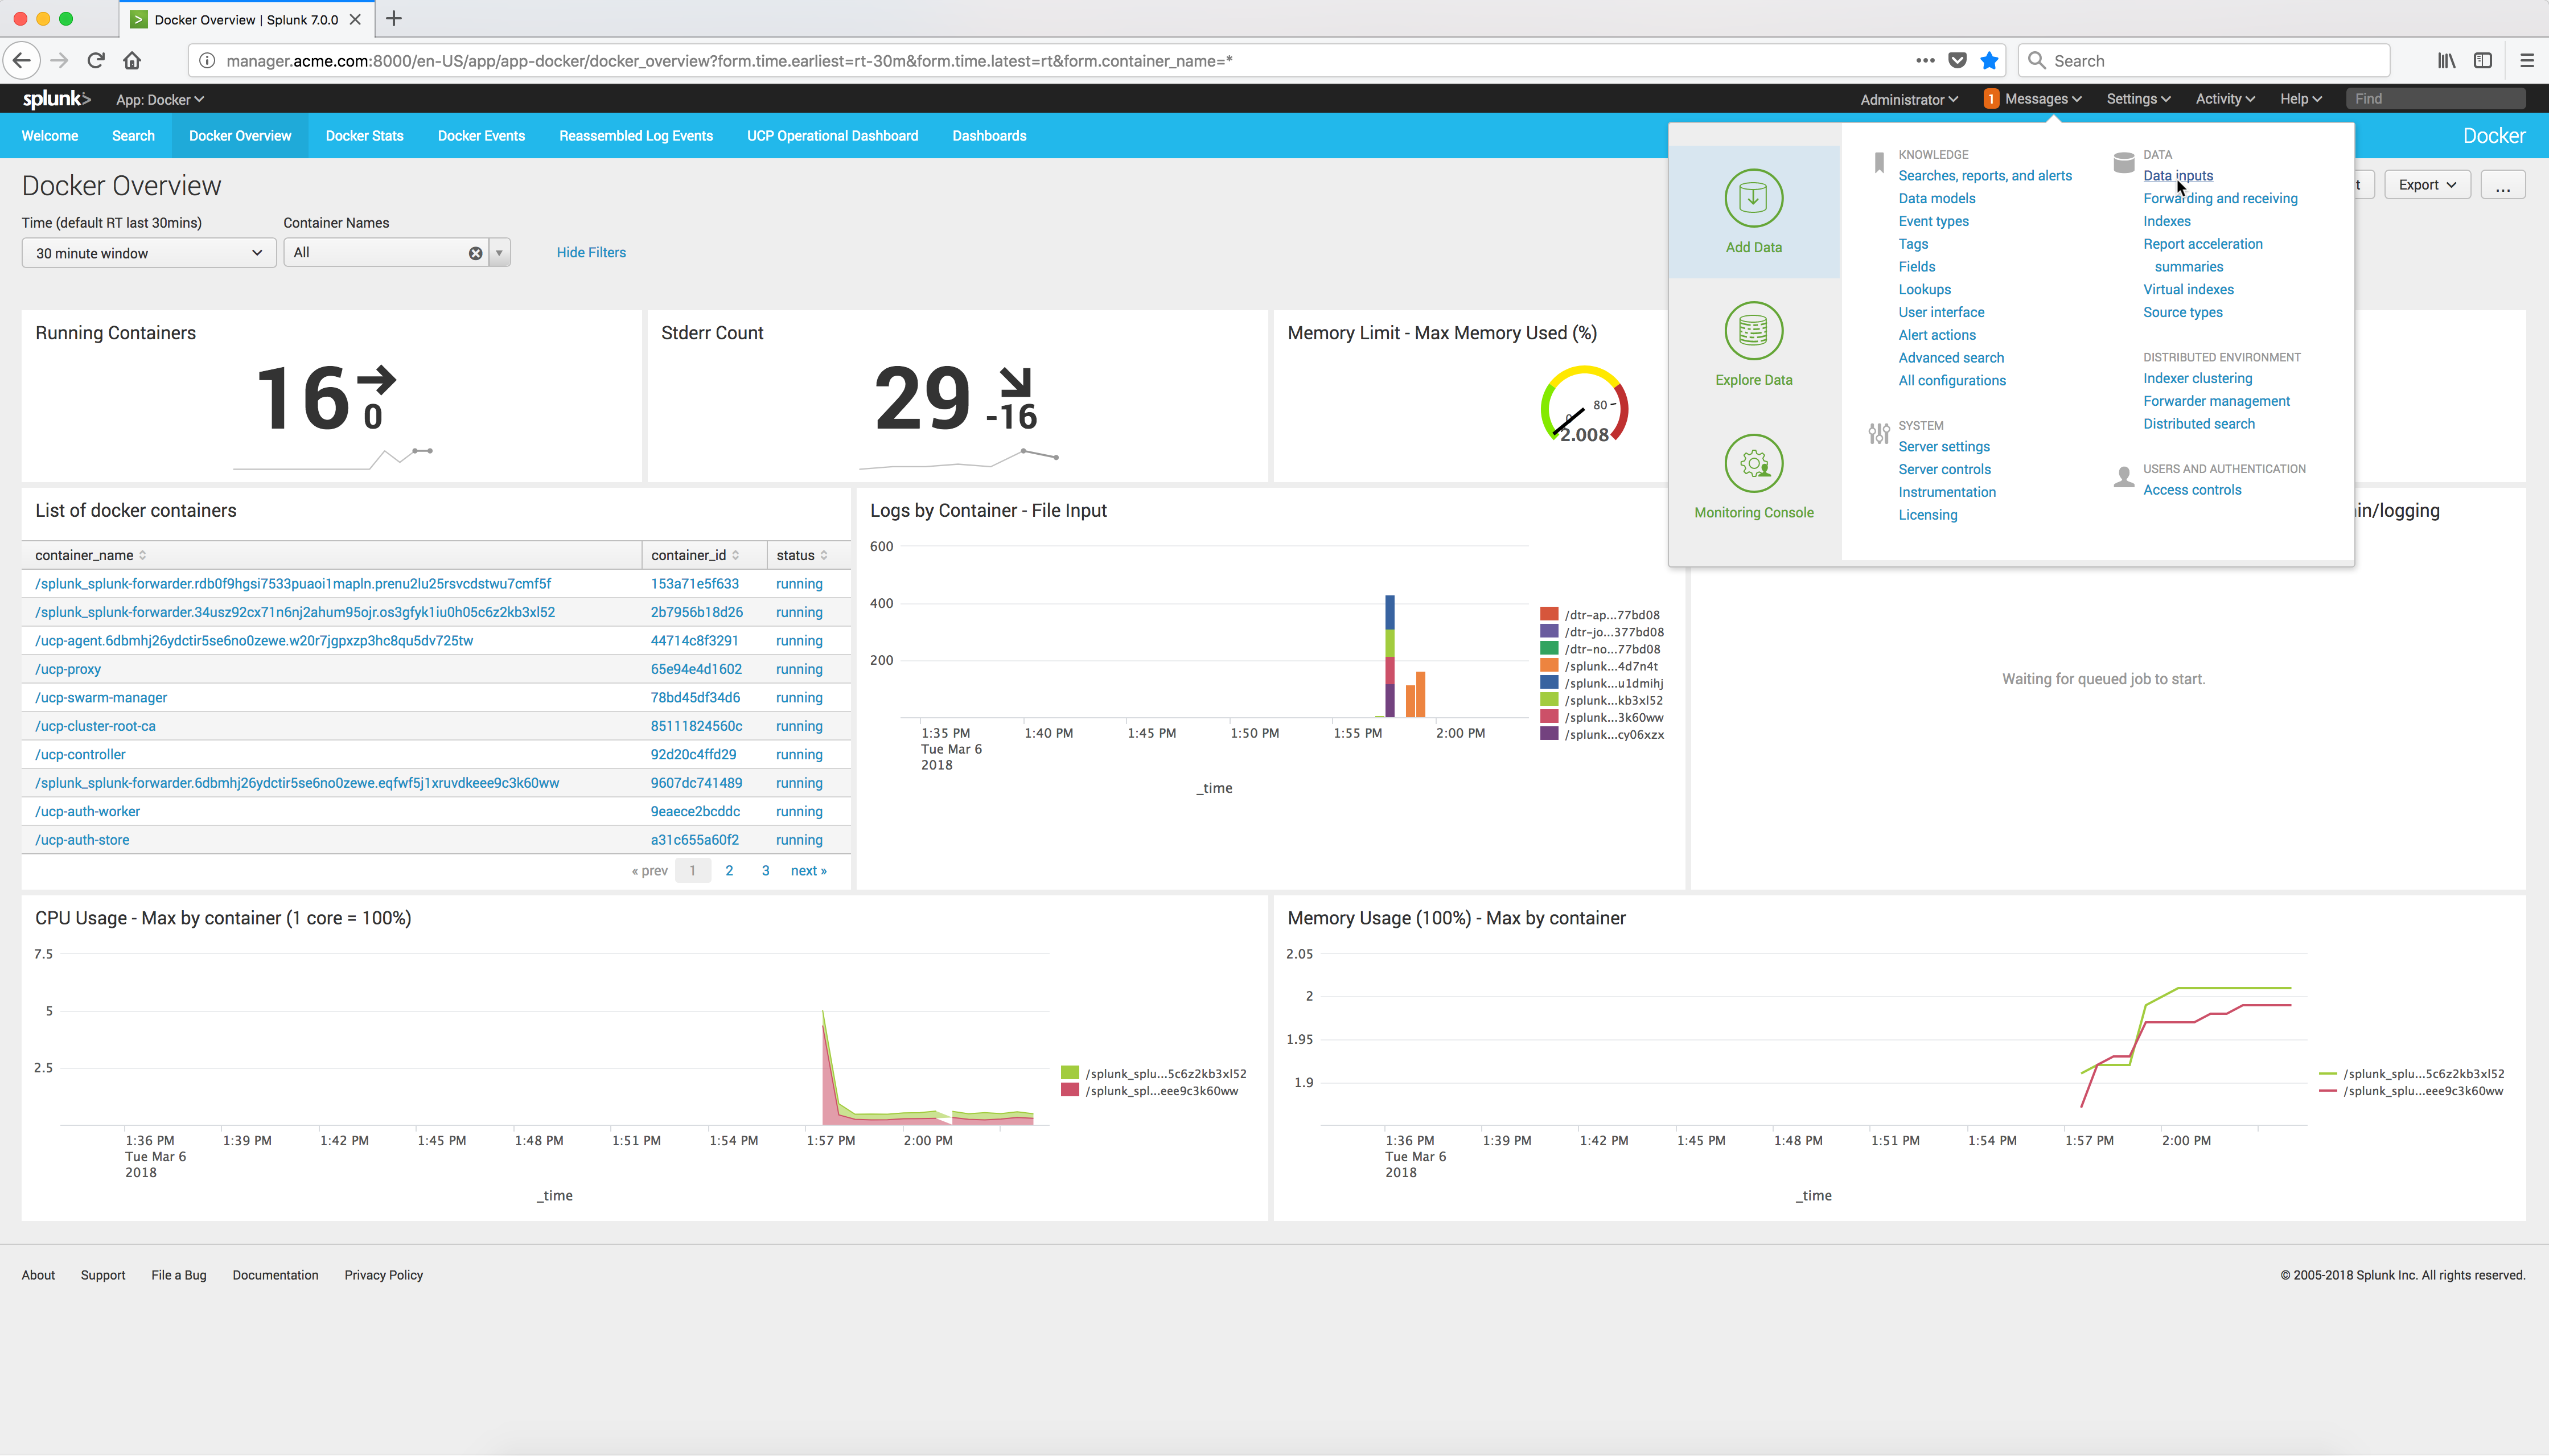 Docker Overview | Splunk 7.0.0
manager.acme.com:8000/en-US/app/app-docker/docker_overview?form.time.earliest=rt-30m&form.time.latest=rt&form.container_name=*
Search
splunk> App: Docker
Administrator 1 Messages Settings Activity Help Find
Welcome Search Docker Overview Docker Stats Docker Events Reassembled Log Events UCP Operational Dashboard Dashboards
Docker
Docker Overview
Export ...
Time (default RT last 30mins) Container Names
30 minute window All Hide Filters
Add Data
Explore Data
Monitoring Console
KNOWLEDGE
Searches, reports, and alerts
Data models
Event types
Tags
Fields
Lookups
User interface
Alert actions
Advanced search
All configurations
SYSTEM
Server settings
Server controls
Instrumentation
Licensing
DATA
Data inputs
Forwarding and receiving
Indexes
Report acceleration
summaries
Virtual indexes
Source types
DISTRIBUTED ENVIRONMENT
Indexer clustering
Forwarder management
Distributed search
USERS AND AUTHENTICATION
Access controls
Running Containers
16 0
Stderr Count
29 -16
Memory Limit - Max Memory Used (%)
80
2.008
List of docker containers
container_name container_id status
/splunk_splunk-forwarder.rdb0f9hgsi7533puaoi1mapln.prenu2lu25rsvcdstwu7cmf5f 153a71e5f633 running
/splunk_splunk-forwarder.34usz92cx71n6nj2ahum95ojr.os3gfyk1iu0h05c6z2kb3xl52 2b7956b18d26 running
/ucp-agent.6dbmhj26ydctir5se6no0zewe.w20r7jgpxzp3hc8qu5dv725tw 44714c8f3291 running
/ucp-proxy 65e94e4d1602 running
/ucp-swarm-manager 78bd45df34d6 running
/ucp-cluster-root-ca 85111824560c running
/ucp-controller 92d20c4ffd29 running
/splunk_splunk-forwarder.6dbmhj26ydctir5se6no0zewe.eqfwf5j1xruvdkeee9c3k60ww 9607dc741489 running
/ucp-auth-worker 9eaece2bcddc running
/ucp-auth-store a31c655a60f2 running
« prev 1 2 3 next »
Logs by Container - File Input
600
400
200
1:35 PM 1:40 PM 1:45 PM 1:50 PM 1:55 PM 2:00 PM
Tue Mar 6
2018
_time
/dtr-ap...77bd08
/dtr-jo...377bd08
/dtr-no...77bd08
/splunk...4d7n4t
/splunk...u1dmihj
/splunk...kb3xl52
/splunk...3k60ww
/splunk...cy06xzx
in/logging
Waiting for queued job to start.
CPU Usage - Max by container (1 core = 100%)
7.5
5
2.5
1:36 PM 1:39 PM 1:42 PM 1:45 PM 1:48 PM 1:51 PM 1:54 PM 1:57 PM 2:00 PM
Tue Mar 6
2018
_time
/splunk_splu...5c6z2kb3xl52
/splunk_spl...eee9c3k60ww
Memory Usage (100%) - Max by container
2.05
2
1.95
1.9
1:36 PM 1:39 PM 1:42 PM 1:45 PM 1:48 PM 1:51 PM 1:54 PM 1:57 PM 2:00 PM
Tue Mar 6
2018
_time
/splunk_splu...5c6z2kb3xl52
/splunk_splu...eee9c3k60ww
About Support File a Bug Documentation Privacy Policy
© 2005-2018 Splunk Inc. All rights reserved.